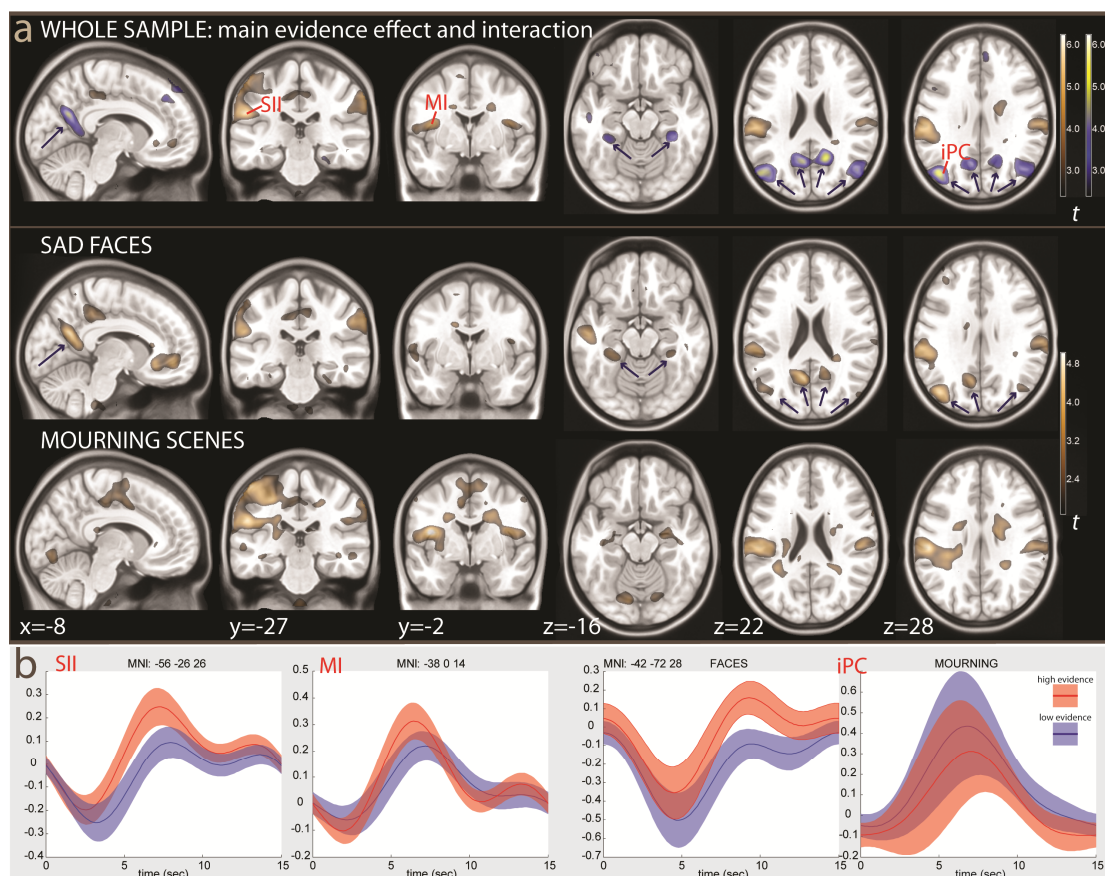 a WHOLE SAMPLE: main evidence effect and interaction
SII
MI
iPC
6.0 6.0
5.0 5.0
4.0 4.0
3.0 3.0
t
SAD FACES
4.8
4.0
3.2
2.4
t
MOURNING SCENES
x=-8 y=-27 y=-2 z=-16 z=22 z=28
b SII MNI: -56 -26 26
0.3
0.2
0.1
0
-0.1
-0.2
-0.3
-0.4
0 5 10 15
time (sec)
MI MNI: -38 0 14
0.5
0.4
0.3
0.2
0.1
0
-0.1
-0.2
0 5 10 15
time (sec)
MNI: -42 -72 28 FACES
0.3
0.1
0
-0.1
-0.3
-0.5
-0.7
0 5 10 15
time (sec)
iPC MOURNING
0.6
0.4
0.3
0.2
0.1
0
-0.1
-0.2
0 5 10 15
time (sec)
high evidence
low evidence